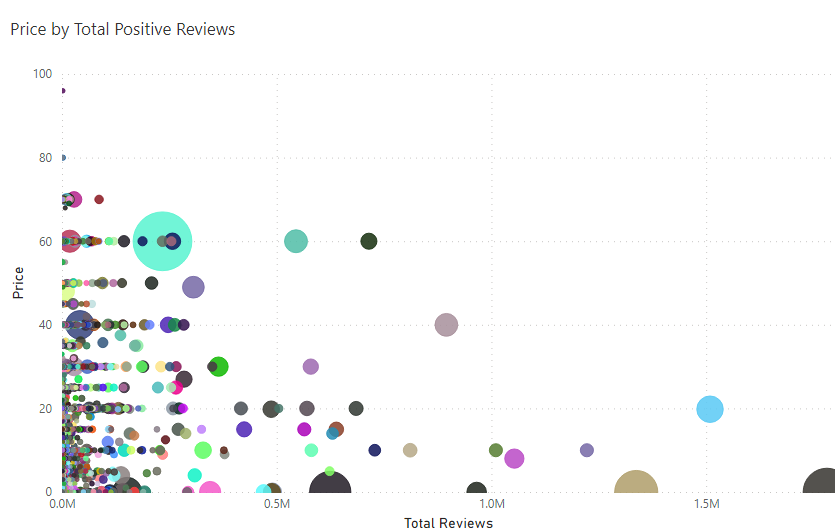 Price by Total Positive Reviews
100
80
60
40
20
0
Price
0.0M 0.5M 1.0M 1.5M
Total Reviews